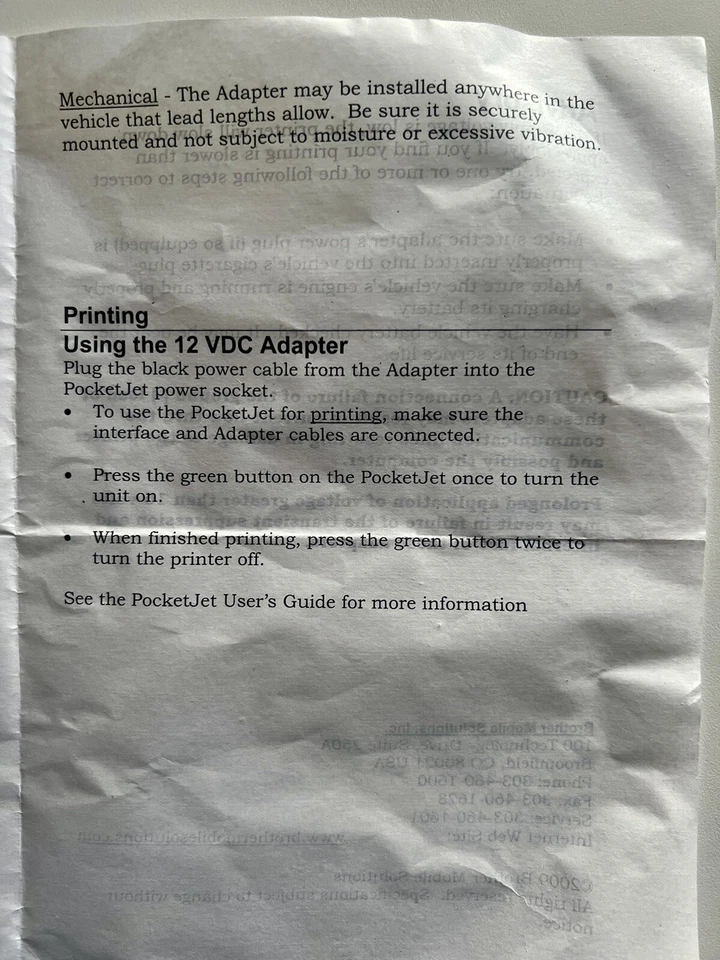 Mechanical - The Adapter may be installed anywhere in the
vehicle that lead lengths allow. Be sure it is securely
mounted and not subject to moisture or excessive vibration.
Printing
Using the 12 VDC Adapter
Plug the black power cable from the Adapter into the
PocketJet power socket.
• To use the PocketJet for printing, make sure the
interface and Adapter cables are connected.
• Press the green button on the PocketJet once to turn the
unit on.
• When finished printing, press the green button twice to
turn the printer off.
See the PocketJet User's Guide for more information